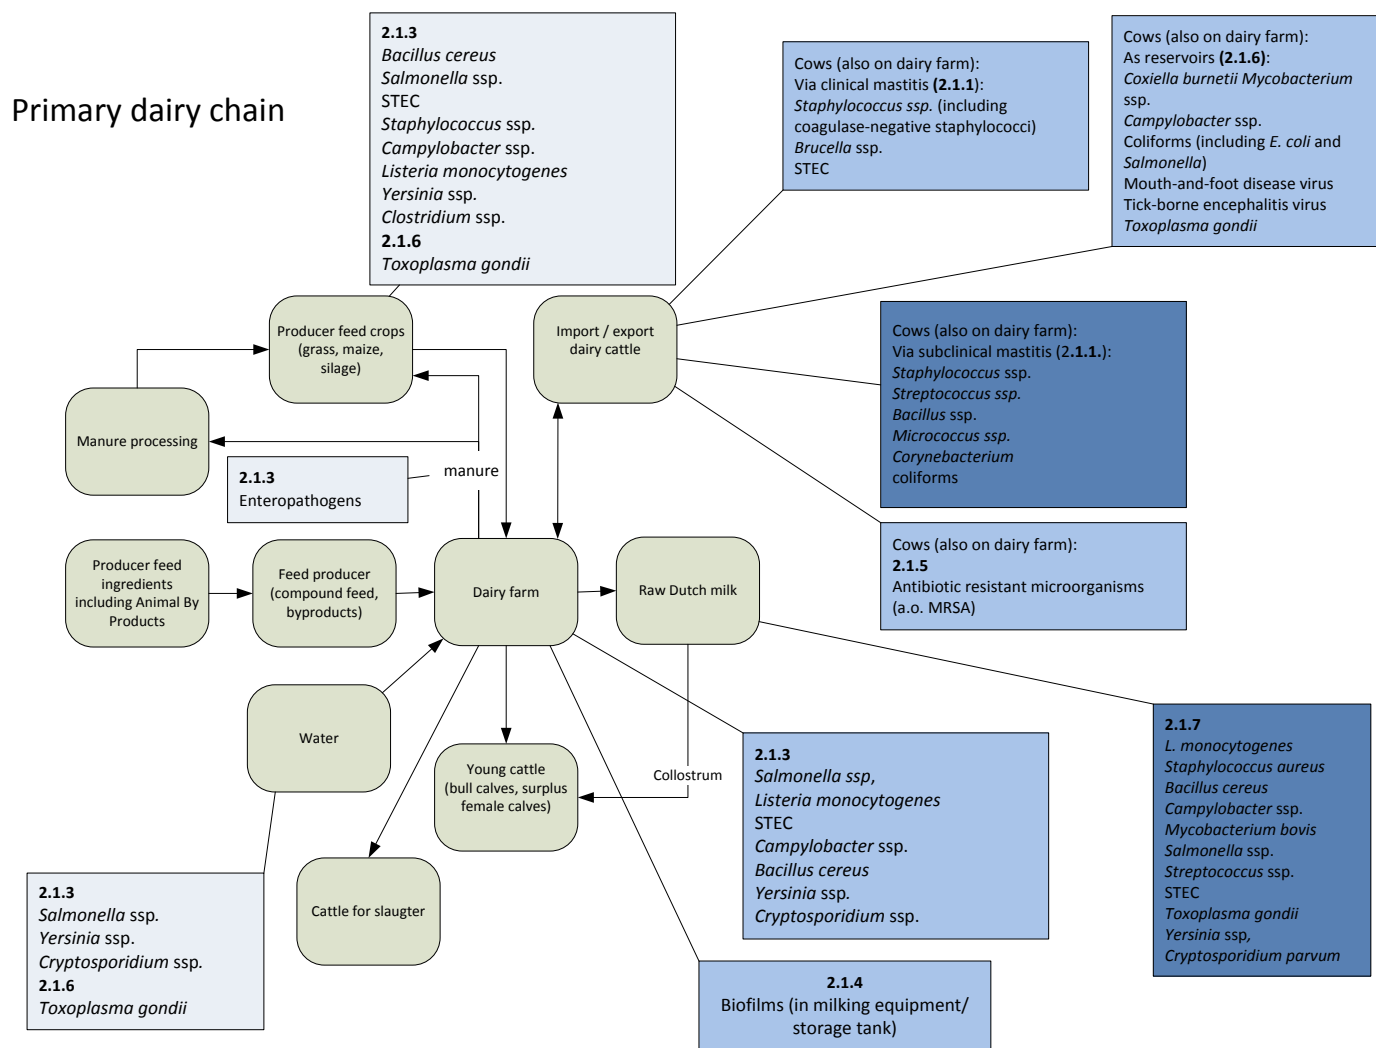 Primary dairy chain
2.1.3
Bacillus cereus
Salmonella ssp.
STEC
Staphylococcus ssp.
Campylobacter ssp.
Listeria monocytogenes
Yersinia ssp.
Clostridium ssp.
2.1.6
Toxoplasma gondii
Cows (also on dairy farm):
Via clinical mastitis (2.1.1):
Staphylococcus ssp. (including
coagulase-negative staphylococci)
Brucella ssp.
STEC
Cows (also on dairy farm):
As reservoirs (2.1.6):
Coxiella burnetii Mycobacterium
ssp.
Campylobacter ssp.
Coliforms (including E. coli and
Salmonella)
Mouth-and-foot disease virus
Tick-borne encephalitis virus
Toxoplasma gondii
Producer feed crops
(grass, maize,
silage)
Import / export
dairy cattle
Cows (also on dairy farm):
Via subclinical mastitis (2.1.1.):
Staphylococcus ssp.
Streptococcus ssp.
Bacillus ssp.
Micrococcus ssp.
Corynebacterium
coliforms
Manure processing
2.1.3
Enteropathogens
manure
Cows (also on dairy farm):
2.1.5
Antibiotic resistant microorganisms
(a.o. MRSA)
Producer feed
ingredients
including Animal By
Products
Feed producer
(compound feed,
byproducts)
Dairy farm
Raw Dutch milk
Water
Young cattle
(bull calves, surplus
female calves)
Collostrum
Cattle for slaugter
2.1.3
Salmonella ssp,
Listeria monocytogenes
STEC
Campylobacter ssp.
Bacillus cereus
Yersinia ssp.
Cryptosporidium ssp.
2.1.7
L. monocytogenes
Staphylococcus aureus
Bacillus cereus
Campylobacter ssp.
Mycobacterium bovis
Salmonella ssp.
Streptococcus ssp.
STEC
Toxoplasma gondii
Yersinia ssp,
Cryptosporidium parvum
2.1.3
Salmonella ssp.
Yersinia ssp.
Cryptosporidium ssp.
2.1.6
Toxoplasma gondii
2.1.4
Biofilms (in milking equipment/
storage tank)